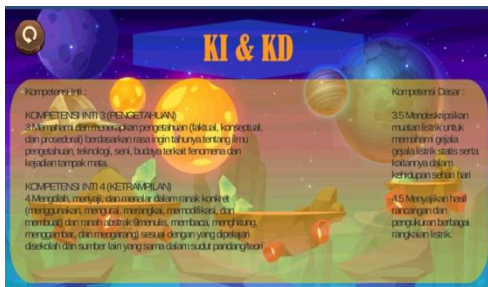 KI & KD
Kompetensi Inti :
KOMPETENSI INTI 3 (PENGETAHUAN)
3.Memahami dan menerapkan pengetahuan (faktual, konseptual,
dan prosedural) berdasarkan rasa ingin tahunya tentang ilmu
pengetahuan, teknologi, seni, budaya terkait fenomena dan
kejadian tampak mata.
KOMPETENSI INTI 4 (KETRAMPILAN)
4.Mengolah, menyaji, dan menalar dalam ranak konkret
(menggunakan, mengurai, merangkai, memodifikasi, dan
membuat) dan ranah abstrak 9menulis, membaca, menghitung,
menggambar, dan mengarang) sesuai dengan yang dipelajari
disekolah dan sumber lain yang sama dalam sudut pandang/teori
Kompetensi Dasar :
3.5 Mendeskripsikan
muatan listrik untuk
memahami gejala
gejala listrik statis serta
kaitannya dalam
kehidupan sehari hari
4.5 Menyajikan hasil
rancangan dan
pengukuran berbagai
rangkaian listrik.